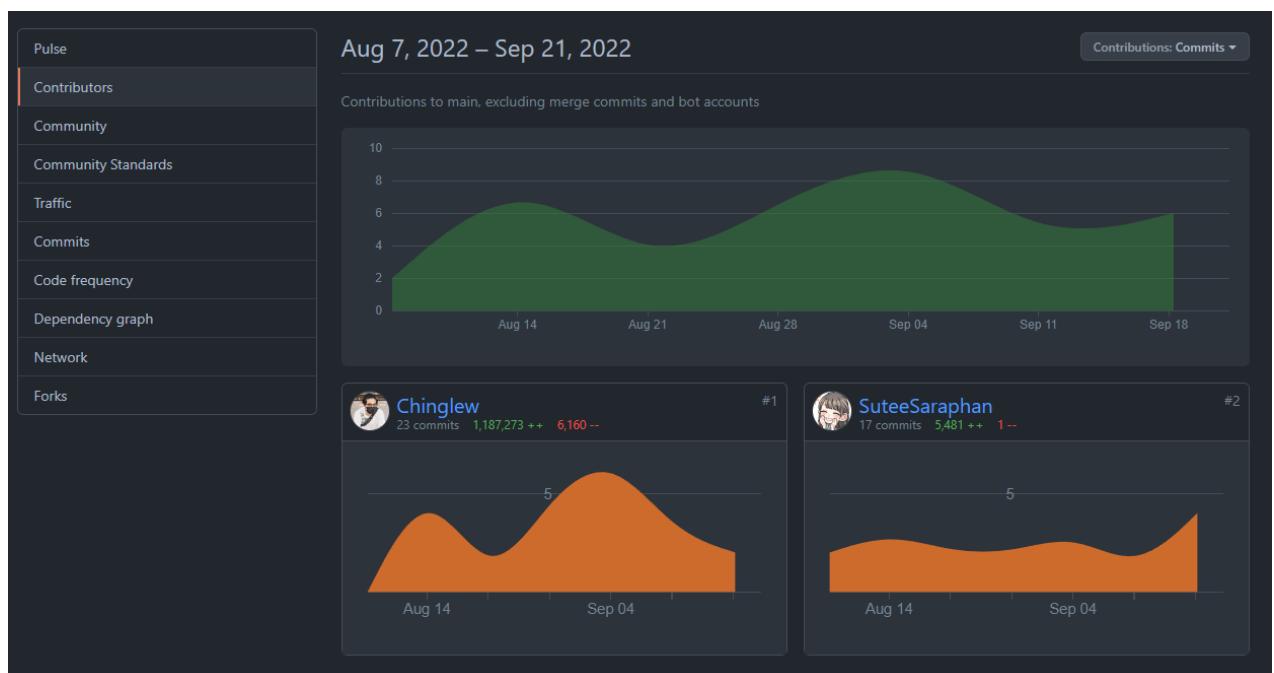 Pulse
Contributors
Community
Community Standards
Traffic
Commits
Code frequency
Dependency graph
Network
Forks
Aug 7, 2022 – Sep 21, 2022
Contributions: Commits
Contributions to main, excluding merge commits and bot accounts
10
8
6
4
2
0
Aug 14 Aug 21 Aug 28 Sep 04 Sep 11 Sep 18
Chinglew #1
23 commits 1,187,273 ++ 6,160 --
5
Aug 14 Sep 04
SuteeSaraphan #2
17 commits 5,481 ++ 1 --
5
Aug 14 Sep 04